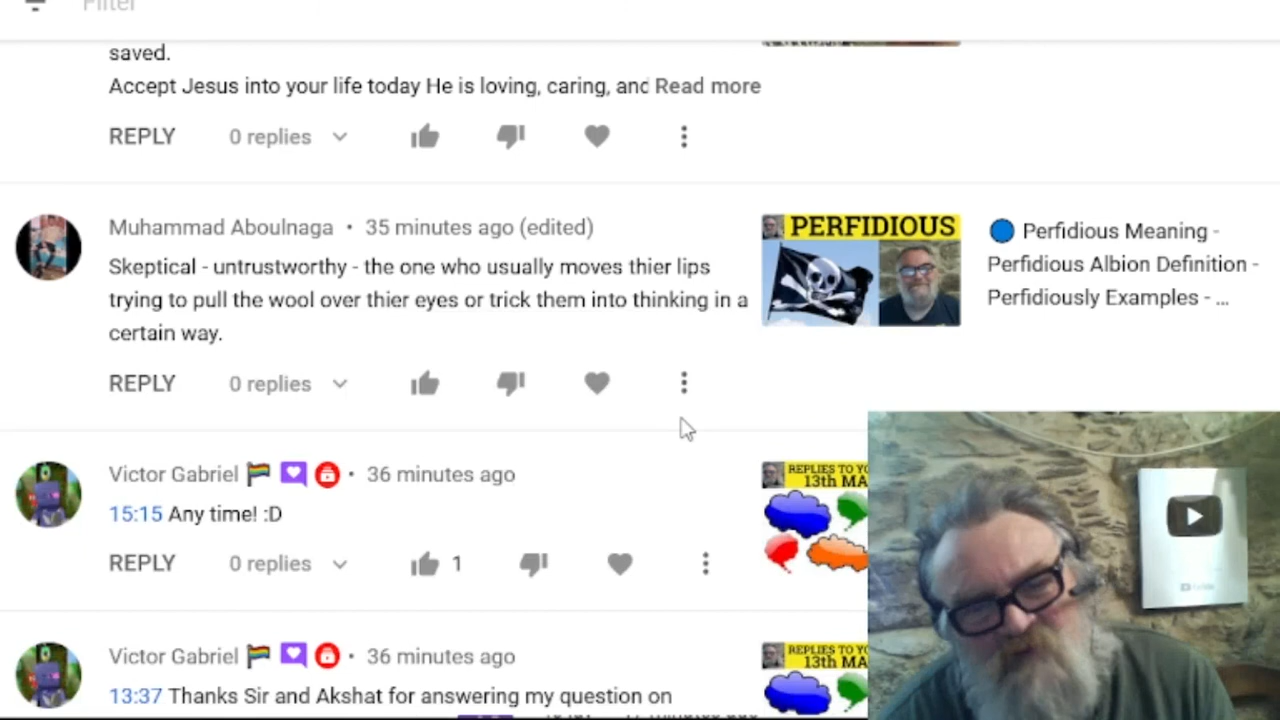 Filter
saved.
Accept Jesus into your life today He is loving, caring, and Read more
REPLY 0 replies
Muhammad Aboulnaga • 35 minutes ago (edited)
Skeptical - untrustworthy - the one who usually moves thier lips
trying to pull the wool over thier eyes or trick them into thinking in a
certain way.
REPLY 0 replies
PERFIDIOUS
Perfidious Meaning -
Perfidious Albion Definition -
Perfidiously Examples - ...
Victor Gabriel • 36 minutes ago
15:15 Any time! :D
REPLY 0 replies 1
REPLIES TO YO
13th MA
Victor Gabriel • 36 minutes ago
13:37 Thanks Sir and Akshat for answering my question on
REPLIES TO YO
13th MA